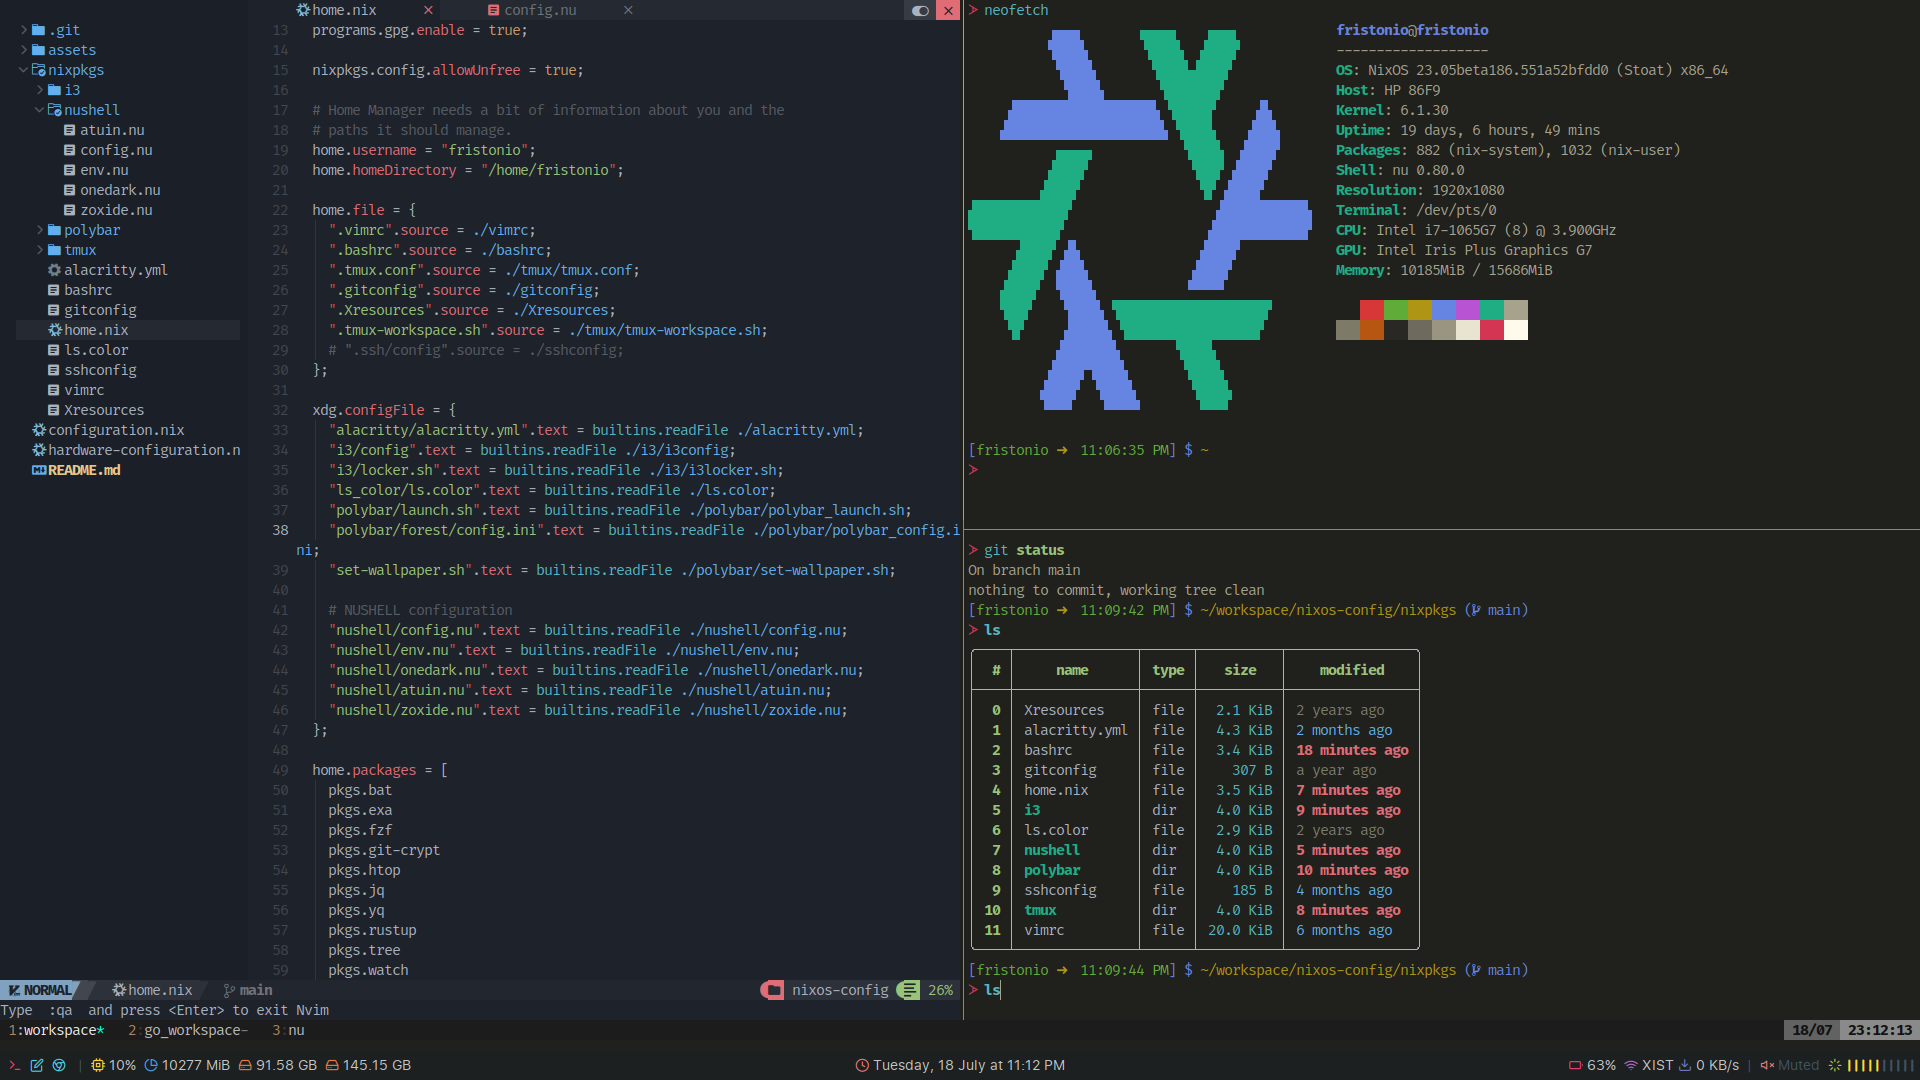 .git
assets
nixpkgs
i3
nushell
atuin.nu
config.nu
env.nu
onedark.nu
zoxide.nu
polybar
tmux
alacritty.yml
bashrc
gitconfig
home.nix
ls.color
sshconfig
vimrc
Xresources
configuration.nix
hardware-configuration.n
README.md
home.nix × config.nu ×
13 programs.gpg.enable = true;
14
15 nixpkgs.config.allowUnfree = true;
16
17 # Home Manager needs a bit of information about you and the
18 # paths it should manage.
19 home.username = "fristonio";
20 home.homeDirectory = "/home/fristonio";
21
22 home.file = {
23 ".vimrc".source = ./vimrc;
24 ".bashrc".source = ./bashrc;
25 ".tmux.conf".source = ./tmux/tmux.conf;
26 ".gitconfig".source = ./gitconfig;
27 ".Xresources".source = ./Xresources;
28 ".tmux-workspace.sh".source = ./tmux/tmux-workspace.sh;
29 # ".ssh/config".source = ./sshconfig;
30 };
31
32 xdg.configFile = {
33 "alacritty/alacritty.yml".text = builtins.readFile ./alacritty.yml;
34 "i3/config".text = builtins.readFile ./i3/i3config;
35 "i3/locker.sh".text = builtins.readFile ./i3/i3locker.sh;
36 "ls_color/ls.color".text = builtins.readFile ./ls.color;
37 "polybar/launch.sh".text = builtins.readFile ./polybar/polybar_launch.sh;
38 "polybar/forest/config.ini".text = builtins.readFile ./polybar/polybar_config.i
ni;
39 "set-wallpaper.sh".text = builtins.readFile ./polybar/set-wallpaper.sh;
40
41 # NUSHELL configuration
42 "nushell/config.nu".text = builtins.readFile ./nushell/config.nu;
43 "nushell/env.nu".text = builtins.readFile ./nushell/env.nu;
44 "nushell/onedark.nu".text = builtins.readFile ./nushell/onedark.nu;
45 "nushell/atuin.nu".text = builtins.readFile ./nushell/atuin.nu;
46 "nushell/zoxide.nu".text = builtins.readFile ./nushell/zoxide.nu;
47 };
48
49 home.packages = [
50 pkgs.bat
51 pkgs.exa
52 pkgs.fzf
53 pkgs.git-crypt
54 pkgs.htop
55 pkgs.jq
56 pkgs.yq
57 pkgs.rustup
58 pkgs.tree
59 pkgs.watch
NORMAL home.nix main nixos-config 26%
Type :qa and press <Enter> to exit Nvim
> neofetch
fristonio@fristonio
-------------------
OS: NixOS 23.05beta186.551a52bfdd0 (Stoat) x86_64
Host: HP 86F9
Kernel: 6.1.30
Uptime: 19 days, 6 hours, 49 mins
Packages: 882 (nix-system), 1032 (nix-user)
Shell: nu 0.80.0
Resolution: 1920x1080
Terminal: /dev/pts/0
CPU: Intel i7-1065G7 (8) @ 3.900GHz
GPU: Intel Iris Plus Graphics G7
Memory: 10185MiB / 15686MiB
[fristonio → 11:06:35 PM] $ ~
>
> git status
On branch main
nothing to commit, working tree clean
[fristonio → 11:09:42 PM] $ ~/workspace/nixos-config/nixpkgs ( main)
> ls
# name type size modified
0 Xresources file 2.1 KiB 2 years ago
1 alacritty.yml file 4.3 KiB 2 months ago
2 bashrc file 3.4 KiB 18 minutes ago
3 gitconfig file 307 B a year ago
4 home.nix file 3.5 KiB 7 minutes ago
5 i3 dir 4.0 KiB 9 minutes ago
6 ls.color file 2.9 KiB 2 years ago
7 nushell dir 4.0 KiB 5 minutes ago
8 polybar dir 4.0 KiB 10 minutes ago
9 sshconfig file 185 B 4 months ago
10 tmux dir 4.0 KiB 8 minutes ago
11 vimrc file 20.0 KiB 6 months ago
[fristonio → 11:09:44 PM] $ ~/workspace/nixos-config/nixpkgs ( main)
> ls
1:workspace* 2:go_workspace- 3:nu 18/07 23:12:13
10% 10277 MiB 91.58 GB 145.15 GB Tuesday, 18 July at 11:12 PM 63% XIST 0 KB/s | Muted